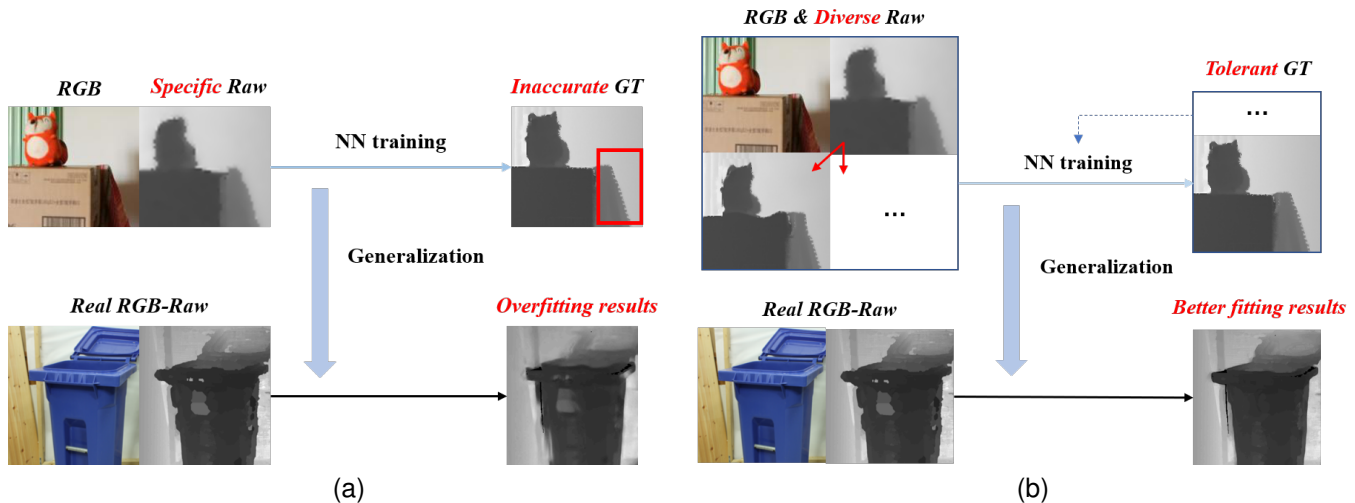 RGB
Specific Raw
Inaccurate GT
NN training
Generalization
Real RGB-Raw
Overfitting results
(a)
RGB & Diverse Raw
Tolerant GT
...
NN training
...
Generalization
Real RGB-Raw
Better fitting results
(b)